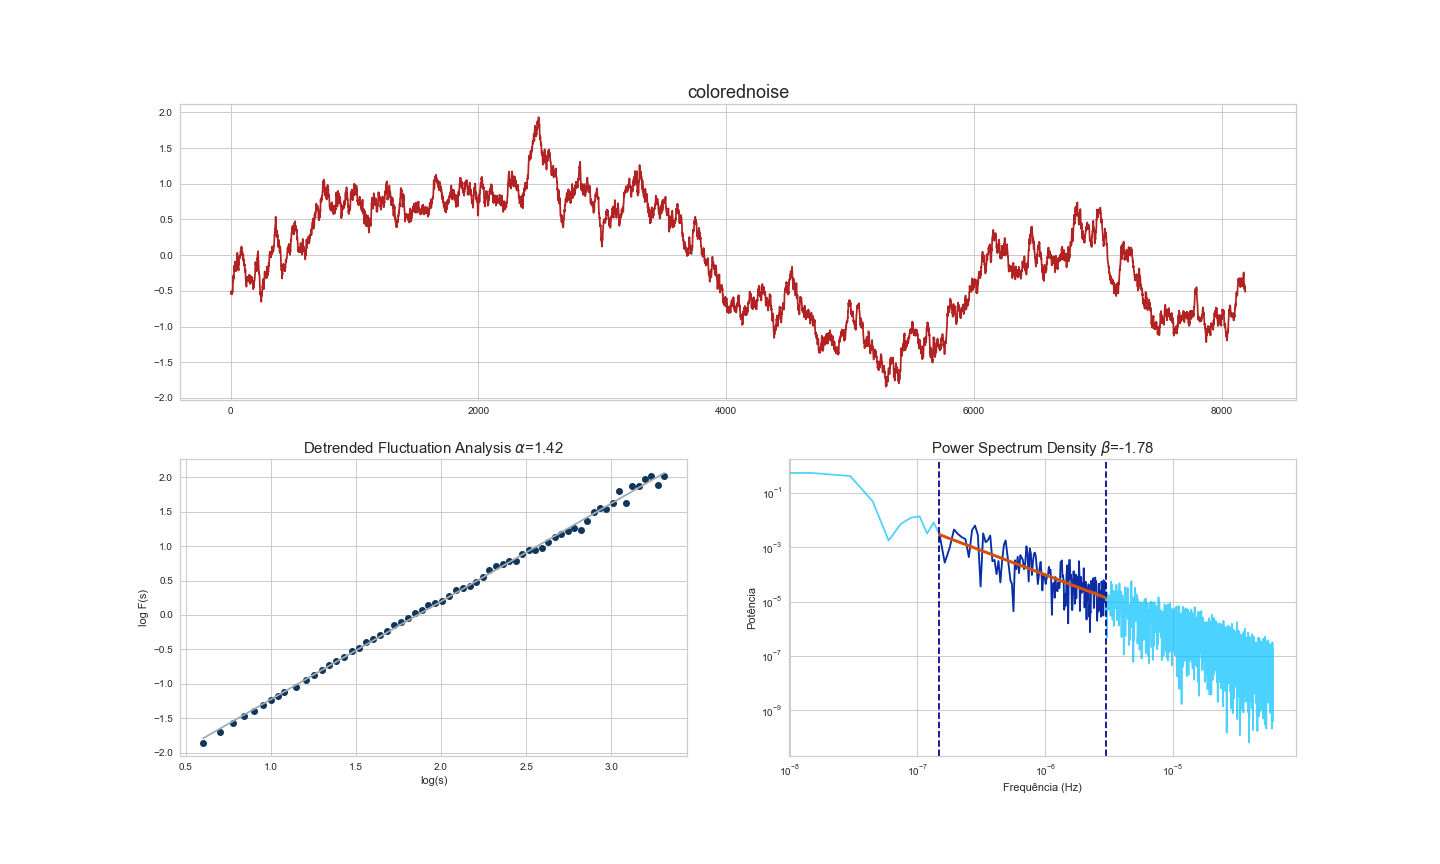 colorednoise
2.0
1.5
1.0
0.5
0.0
−0.5
−1.0
−1.5
−2.0
0 2000 4000 6000 8000
Detrended Fluctuation Analysis α=1.42
log F(s)
2.0
1.5
1.0
0.5
0.0
−0.5
−1.0
−1.5
−2.0
0.5 1.0 1.5 2.0 2.5 3.0
log(s)
Power Spectrum Density β=-1.78
Potência
10⁻¹
10⁻³
10⁻⁵
10⁻⁷
10⁻⁹
10⁻⁸ 10⁻⁷ 10⁻⁶ 10⁻⁵
Frequência (Hz)